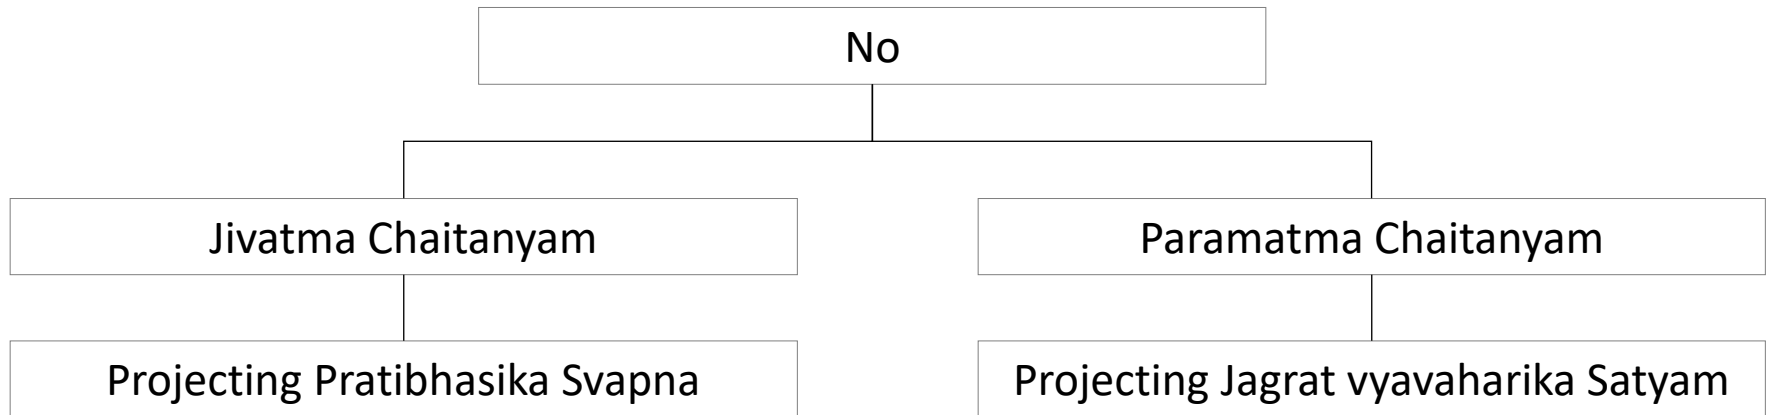 No
Jivatma Chaitanyam
Paramatma Chaitanyam
Projecting Pratibhasika Svapna
Projecting Jagrat vyavaharika Satyam